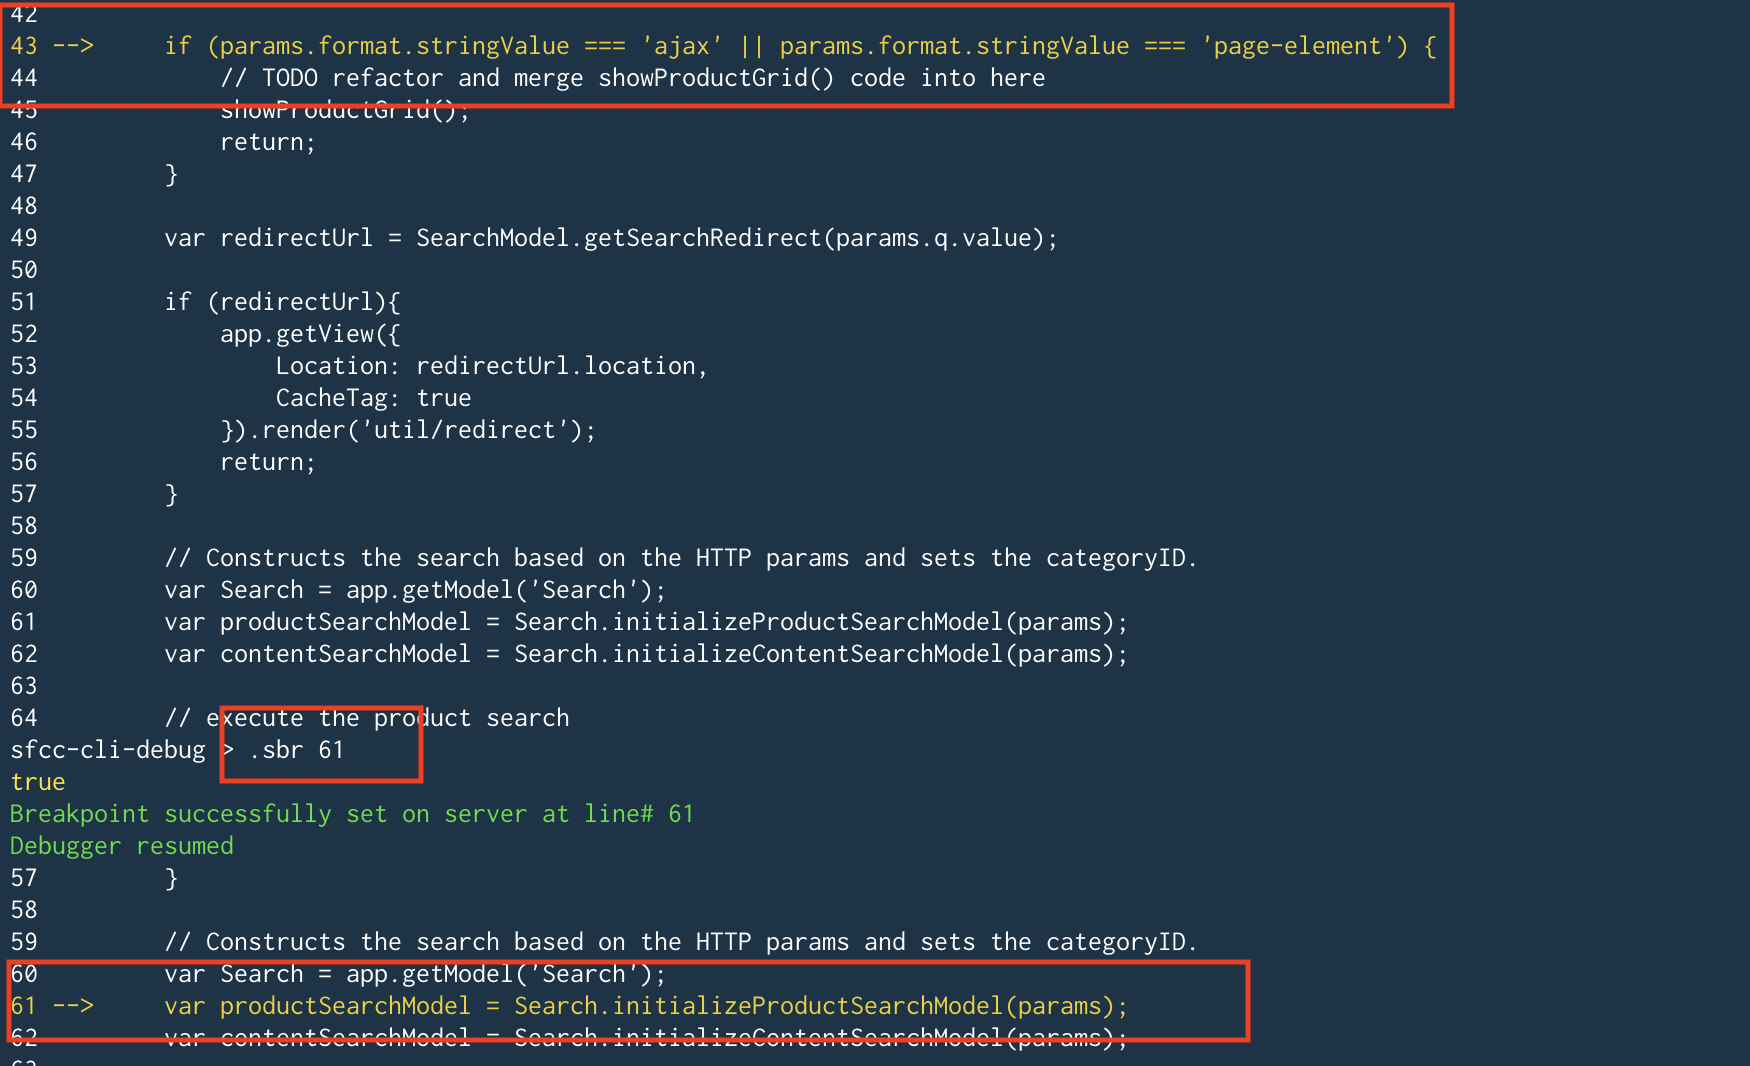 42
43 -->     if (params.format.stringValue === 'ajax' || params.format.stringValue === 'page-element') {
44             // TODO refactor and merge showProductGrid() code into here
45             showProductGrid();
46             return;
47         }
48
49         var redirectUrl = SearchModel.getSearchRedirect(params.q.value);
50
51         if (redirectUrl){
52             app.getView({
53                 Location: redirectUrl.location,
54                 CacheTag: true
55             }).render('util/redirect');
56             return;
57         }
58
59         // Constructs the search based on the HTTP params and sets the categoryID.
60         var Search = app.getModel('Search');
61         var productSearchModel = Search.initializeProductSearchModel(params);
62         var contentSearchModel = Search.initializeContentSearchModel(params);
63
64         // execute the product search
sfcc-cli-debug > .sbr 61
true
Breakpoint successfully set on server at line# 61
Debugger resumed
57         }
58
59         // Constructs the search based on the HTTP params and sets the categoryID.
60         var Search = app.getModel('Search');
61 -->     var productSearchModel = Search.initializeProductSearchModel(params);
62         var contentSearchModel = Search.initializeContentSearchModel(params);
63